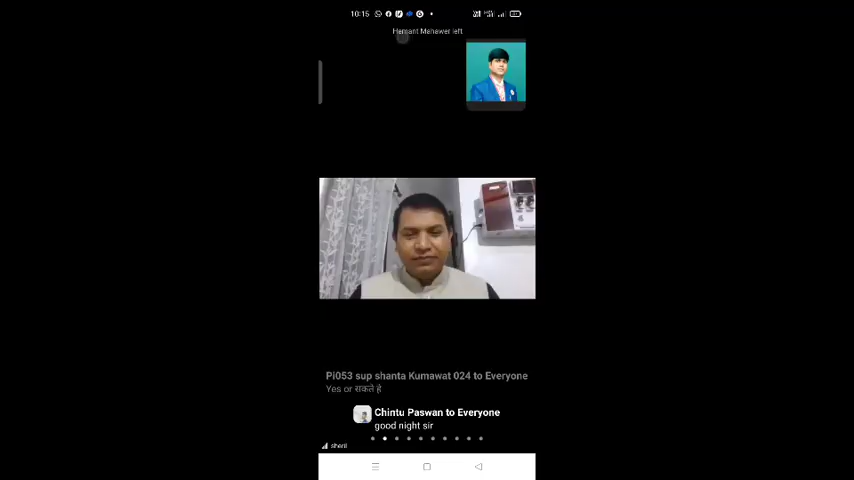 10:15
Hemant Mahawer left
Pi053 sup shanta Kumawat 024 to Everyone
Yes or सकते हे
Chintu Paswan to Everyone
good night sir